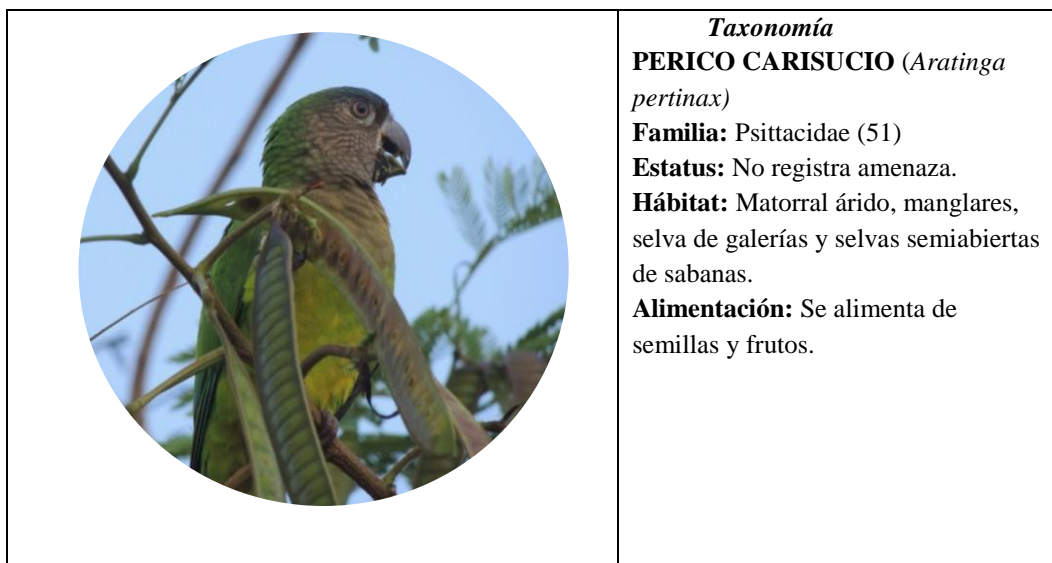 Taxonomía
PERICO CARISUCIO (Aratinga
pertinax)
Familia: Psittacidae (51)
Estatus: No registra amenaza.
Hábitat: Matorral árido, manglares,
selva de galerías y selvas semiabiertas
de sabanas.
Alimentación: Se alimenta de
semillas y frutos.